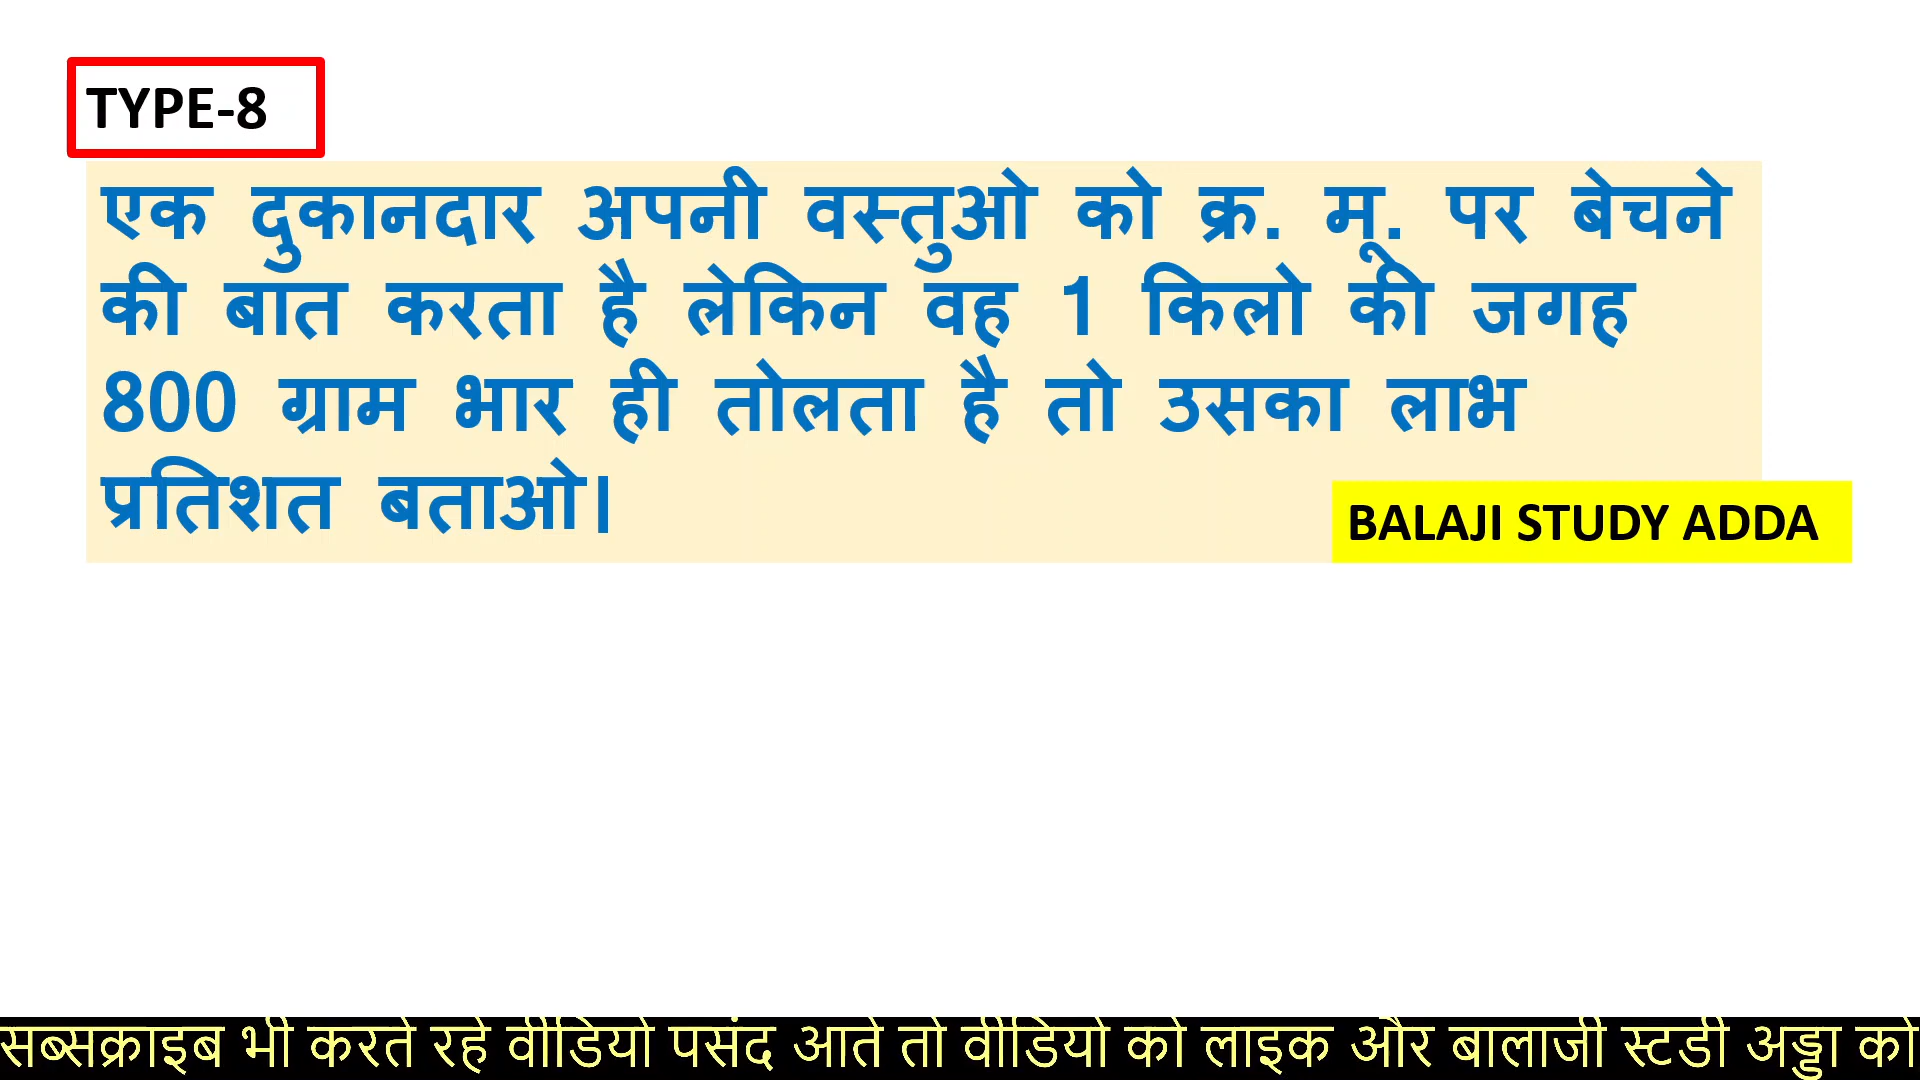 TYPE-8
एक दुकानदार अपनी वस्तुओ को क्र. मू. पर बेचने
की बात करता है लेकिन वह 1 किलो की जगह
800 ग्राम भार ही तोलता है तो उसका लाभ
प्रतिशत बताओ।
BALAJI STUDY ADDA
सब्सक्राइब भी करते रहे वीडियो पसंद आते तो वीडियो को लाइक और बालाजी स्टडी अड्डा को